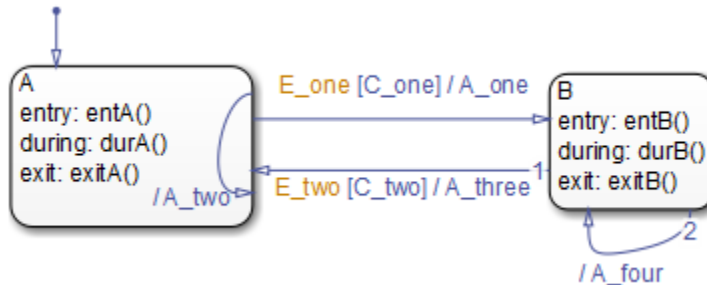 A
entry: entA()
during: durA()
exit: exitA()
/ A_two
E_one [C_one] / A_one
E_two [C_two] / A_three
1
B
entry: entB()
during: durB()
exit: exitB()
2
/ A_four